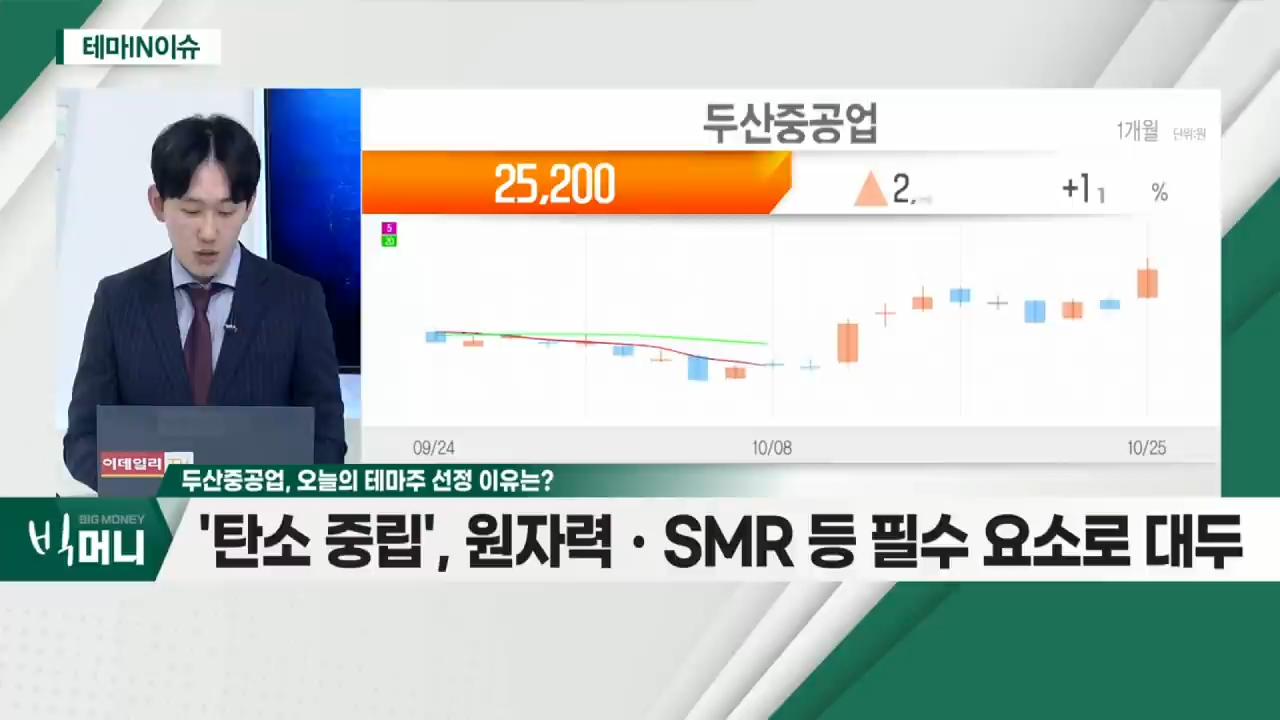 테마IN이슈
두산중공업
1개월 단위:원
25,200
▲2,
+1 %
5
20
09/24
10/08
10/25
이데일리
두산중공업, 오늘의 테마주 선정 이유는?
BIG MONEY
빅머니
'탄소 중립', 원자력·SMR 등 필수 요소로 대두